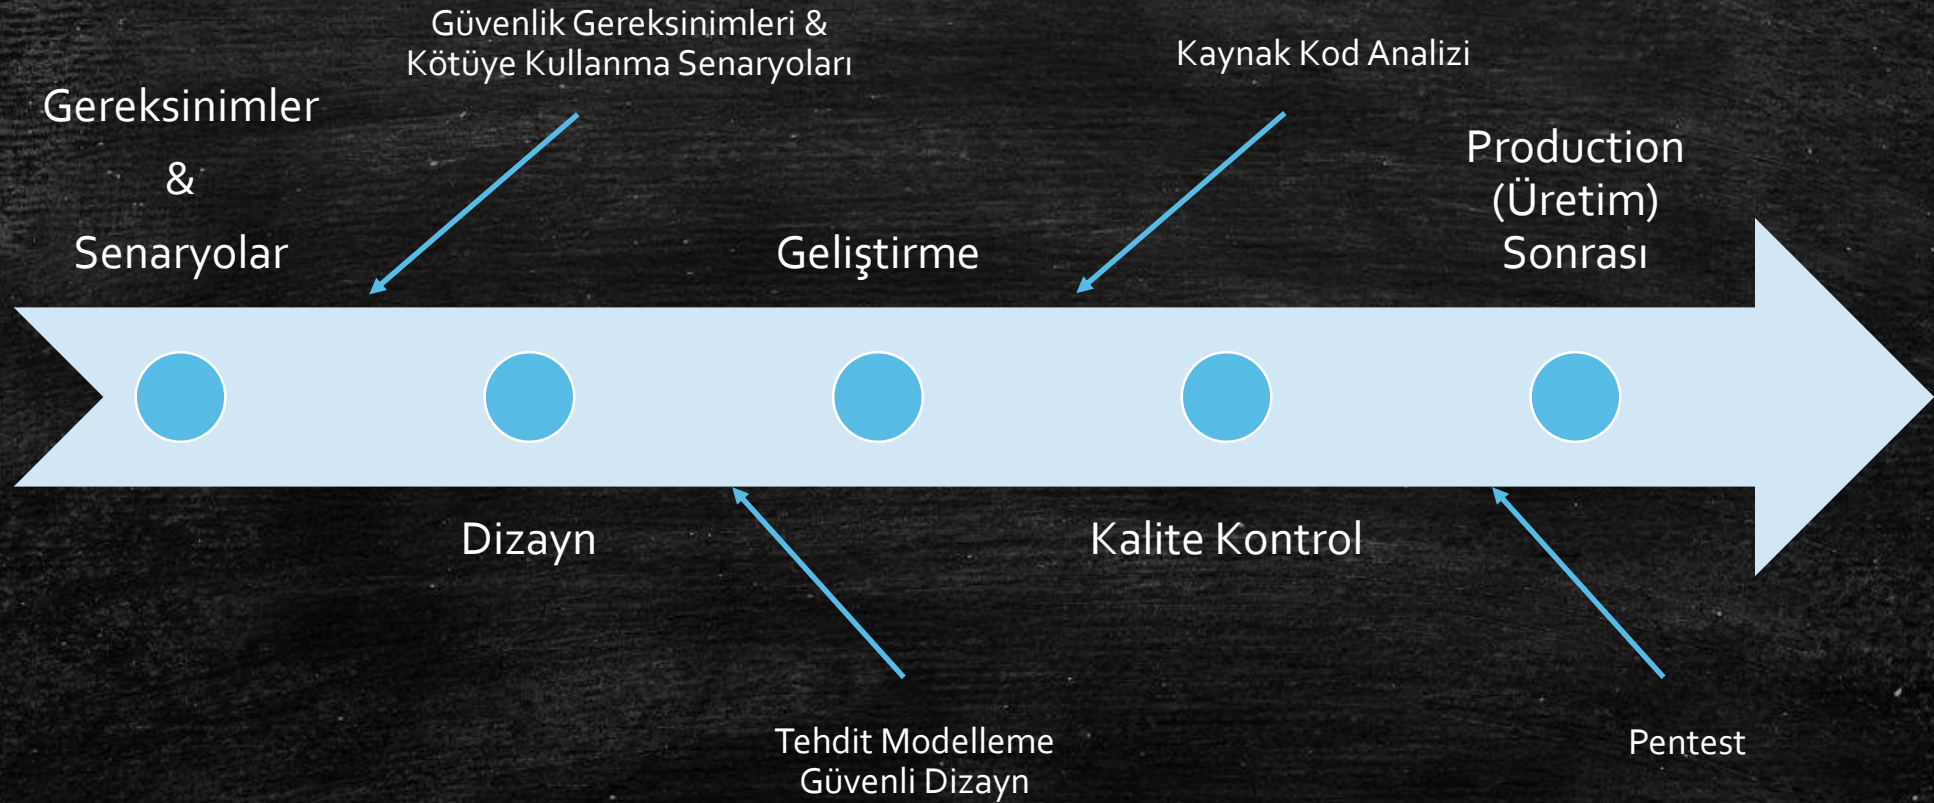 Güvenlik Gereksinimleri &
Kötüye Kullanma Senaryoları
Kaynak Kod Analizi
Gereksinimler
&
Senaryolar
Geliştirme
Production
(Üretim)
Sonrası
Dizayn
Kalite Kontrol
Tehdit Modelleme
Güvenli Dizayn
Pentest